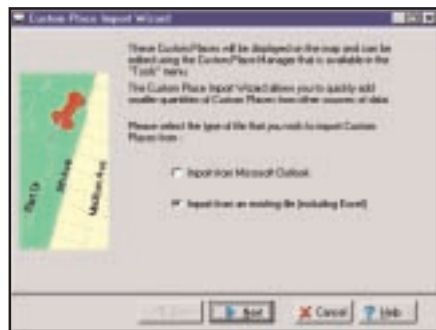 Custom Place Import Wizard
These Custom Places will be displayed on the map and can be
edited using the Custom Place Manager that is available in the
"Tools" menu.
The Custom Place Import Wizard allows you to quickly add
smaller quantities of Custom Places from other sources of data.
Please select the type of file that you wish to import Custom
Places from :
Import from Microsoft Outlook
Import from an existing file (including Excel)
8th Ave
Madison Ave
Next
Cancel
Help